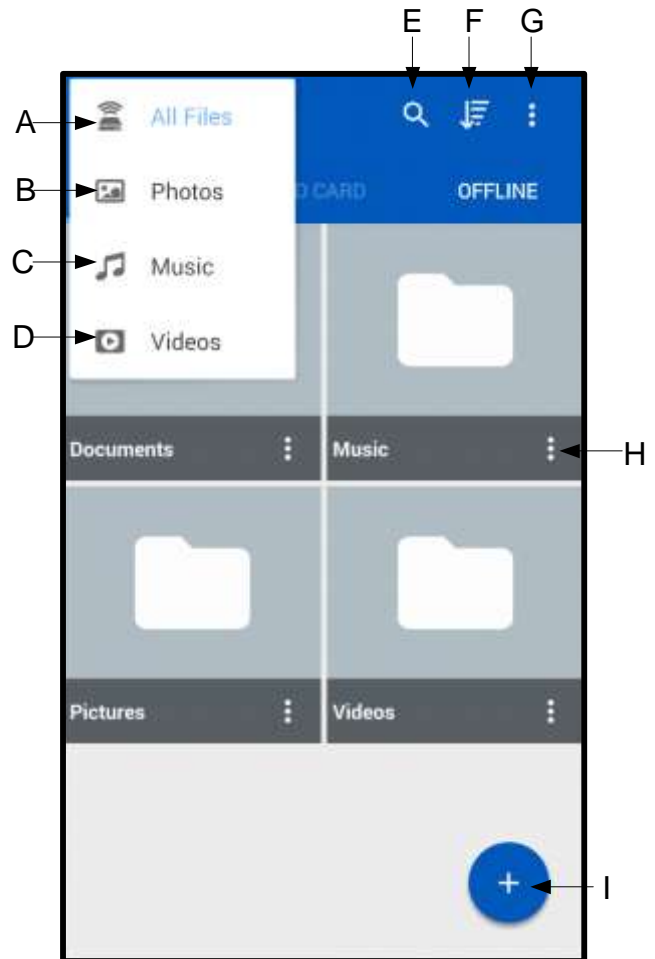 E F G
A All Files
B Photos D CARD OFFLINE
C Music
D Videos
Documents Music H
Pictures Videos
I